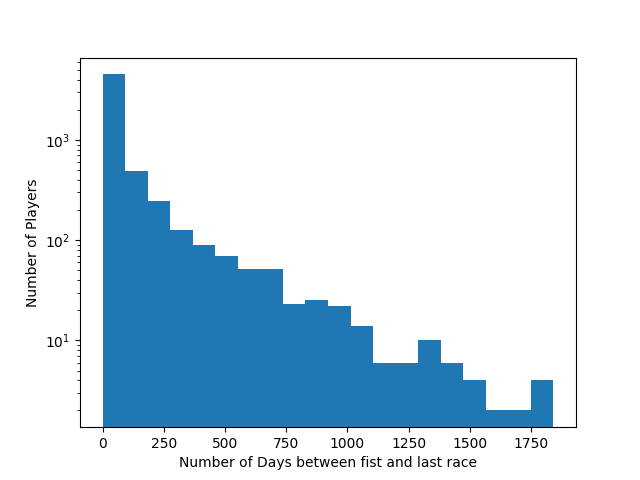 Number of Players
10³
10²
10¹
0 250 500 750 1000 1250 1500 1750
Number of Days between fist and last race